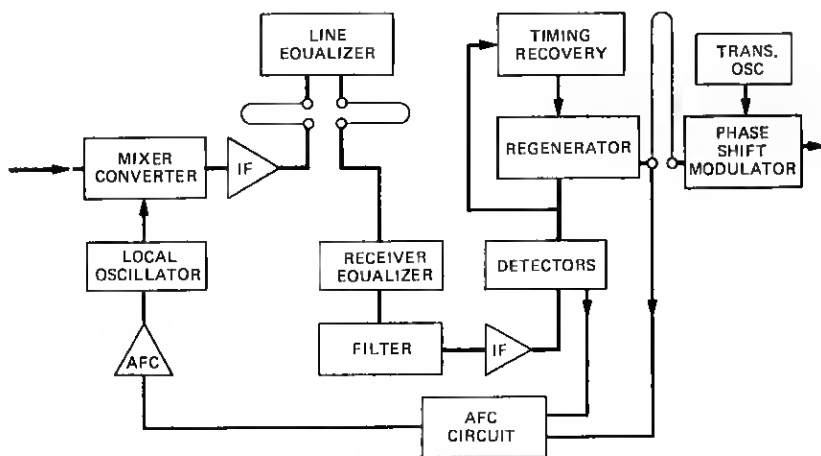 LINE
EQUALIZER
TIMING
RECOVERY
TRANS.
OSC
MIXER
CONVERTER
IF
REGENERATOR
PHASE
SHIFT
MODULATOR
LOCAL
OSCILLATOR
RECEIVER
EQUALIZER
DETECTORS
AFC
FILTER
IF
AFC
CIRCUIT